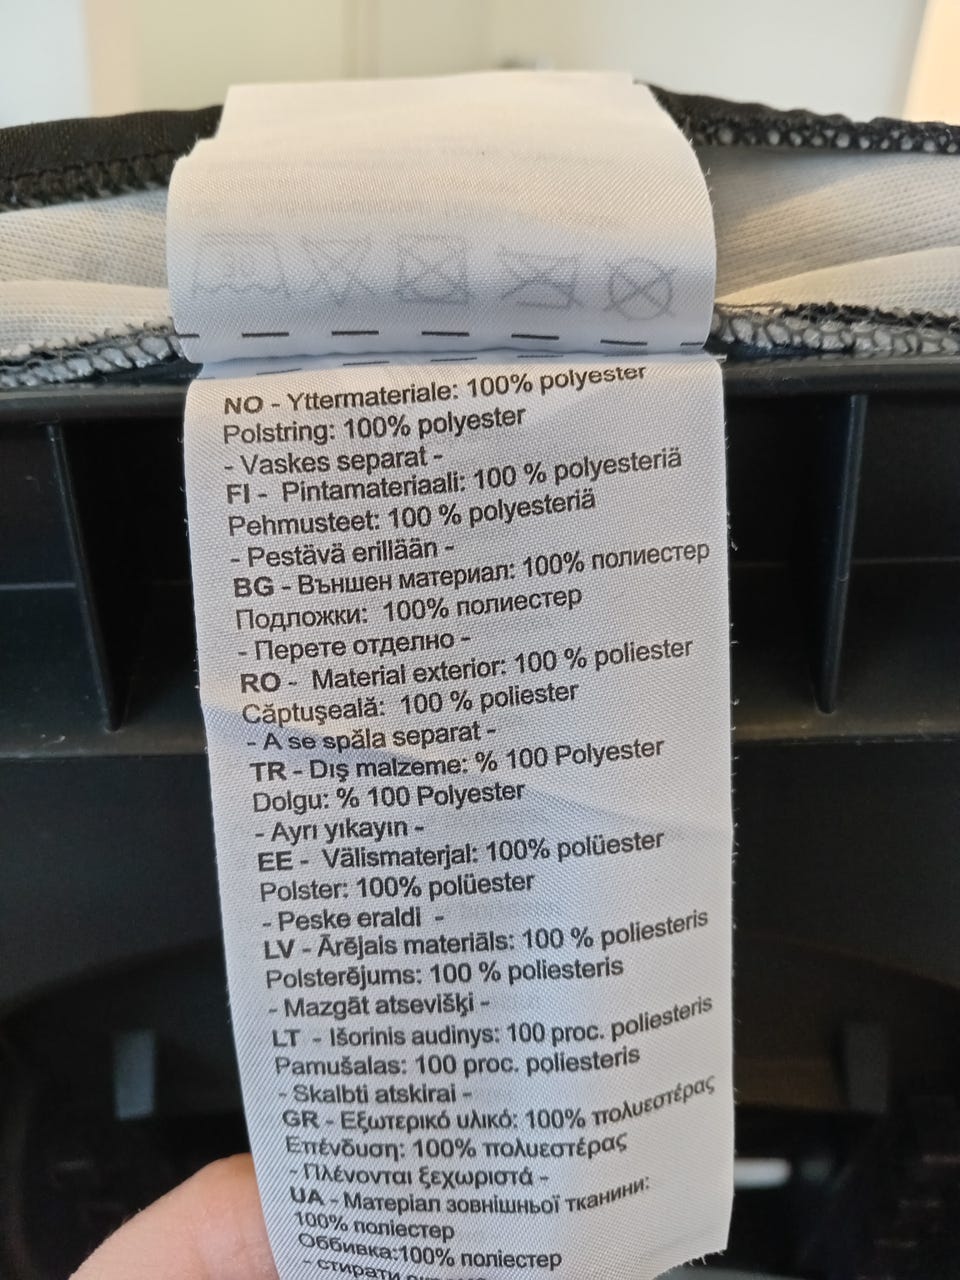 30
NO - Yttermateriale: 100% polyester
Polstring: 100% polyester
- Vaskes separat -
FI - Pintamateriaali: 100 % polyesteriä
Pehmusteet: 100 % polyesteriä
- Pestävä erillään -
BG - Външен материал: 100% полиестер
Подложки: 100% полиестер
- Перете отделно -
RO - Material exterior: 100 % poliester
Căptuşeală: 100 % poliester
- A se spăla separat -
TR - Dış malzeme: % 100 Polyester
Dolgu: % 100 Polyester
- Ayrı yıkayın -
EE - Välismaterjal: 100% polüester
Polster: 100% polüester
- Peske eraldi -
LV - Ārējais materiāls: 100 % poliesteris
Polsterējums: 100 % poliesteris
- Mazgāt atsevišķi -
LT - Išorinis audinys: 100 proc. poliesteris
Pamušalas: 100 proc. poliesteris
- Skalbti atskirai -
GR - Εξωτερικό υλικό: 100% πολυεστέρας
Επένδυση: 100% πολυεστέρας
- Πλένονται ξεχωριστά -
UA - Матеріал зовнішньої тканини:
100% поліестер
Оббивка:100% поліестер
- стирати